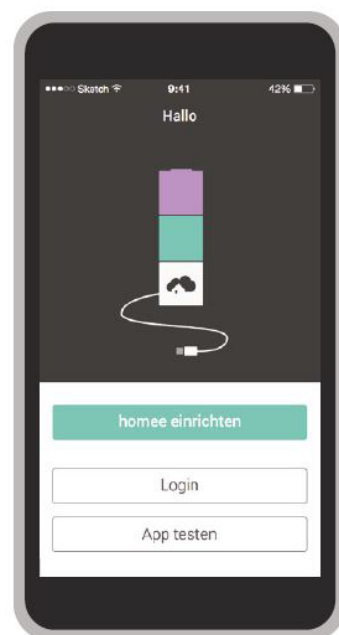 Sketch 9:41 42%
Hallo
homee einrichten
Login
App testen